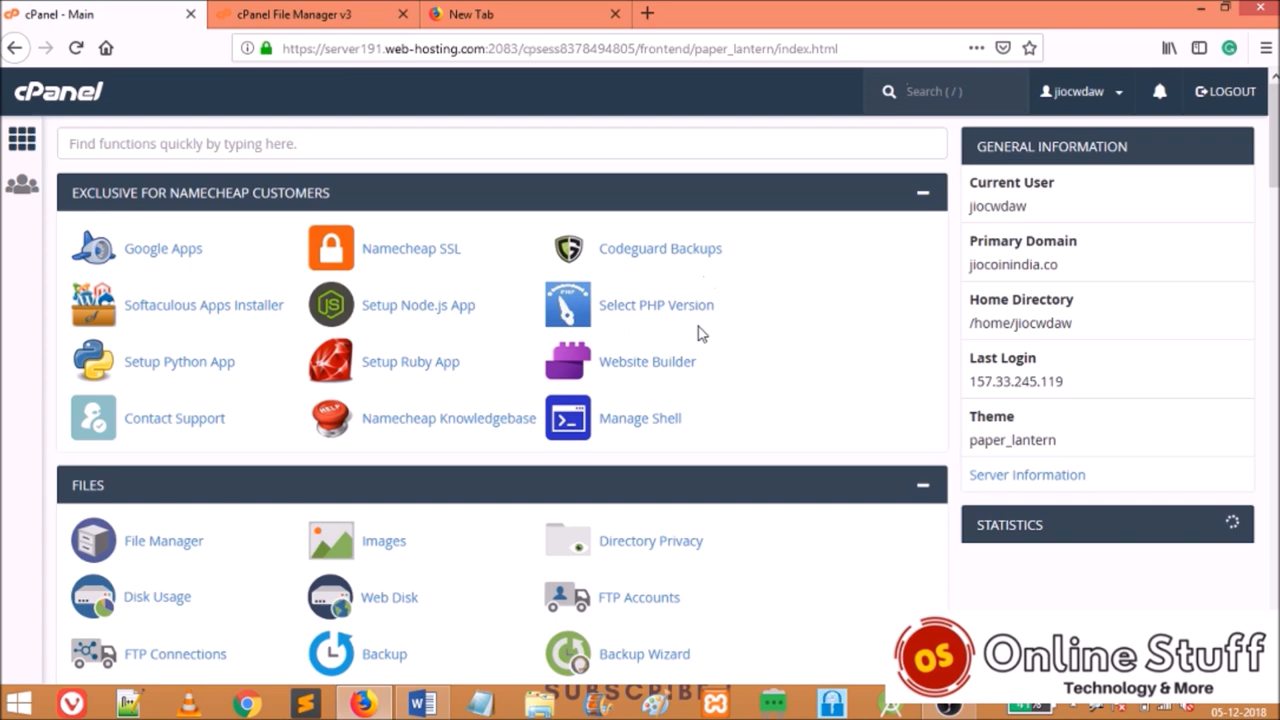 cPanel - Main
cPanel File Manager v3
New Tab
https://server191.web-hosting.com:2083/cpsess8378494805/frontend/paper_lantern/index.html
cPanel
Search ( / )
jiocwdaw
LOGOUT
Find functions quickly by typing here.
EXCLUSIVE FOR NAMECHEAP CUSTOMERS
Google Apps
Namecheap SSL
Codeguard Backups
Softaculous Apps Installer
Setup Node.js App
Select PHP Version
Setup Python App
Setup Ruby App
Website Builder
Contact Support
Namecheap Knowledgebase
Manage Shell
FILES
File Manager
Images
Directory Privacy
Disk Usage
Web Disk
FTP Accounts
FTP Connections
Backup
Backup Wizard
GENERAL INFORMATION
Current User
jiocwdaw
Primary Domain
jiocoinindia.co
Home Directory
/home/jiocwdaw
Last Login
157.33.245.119
Theme
paper_lantern
Server Information
STATISTICS
OS
Online Stuff
Technology & More
05-12-2018